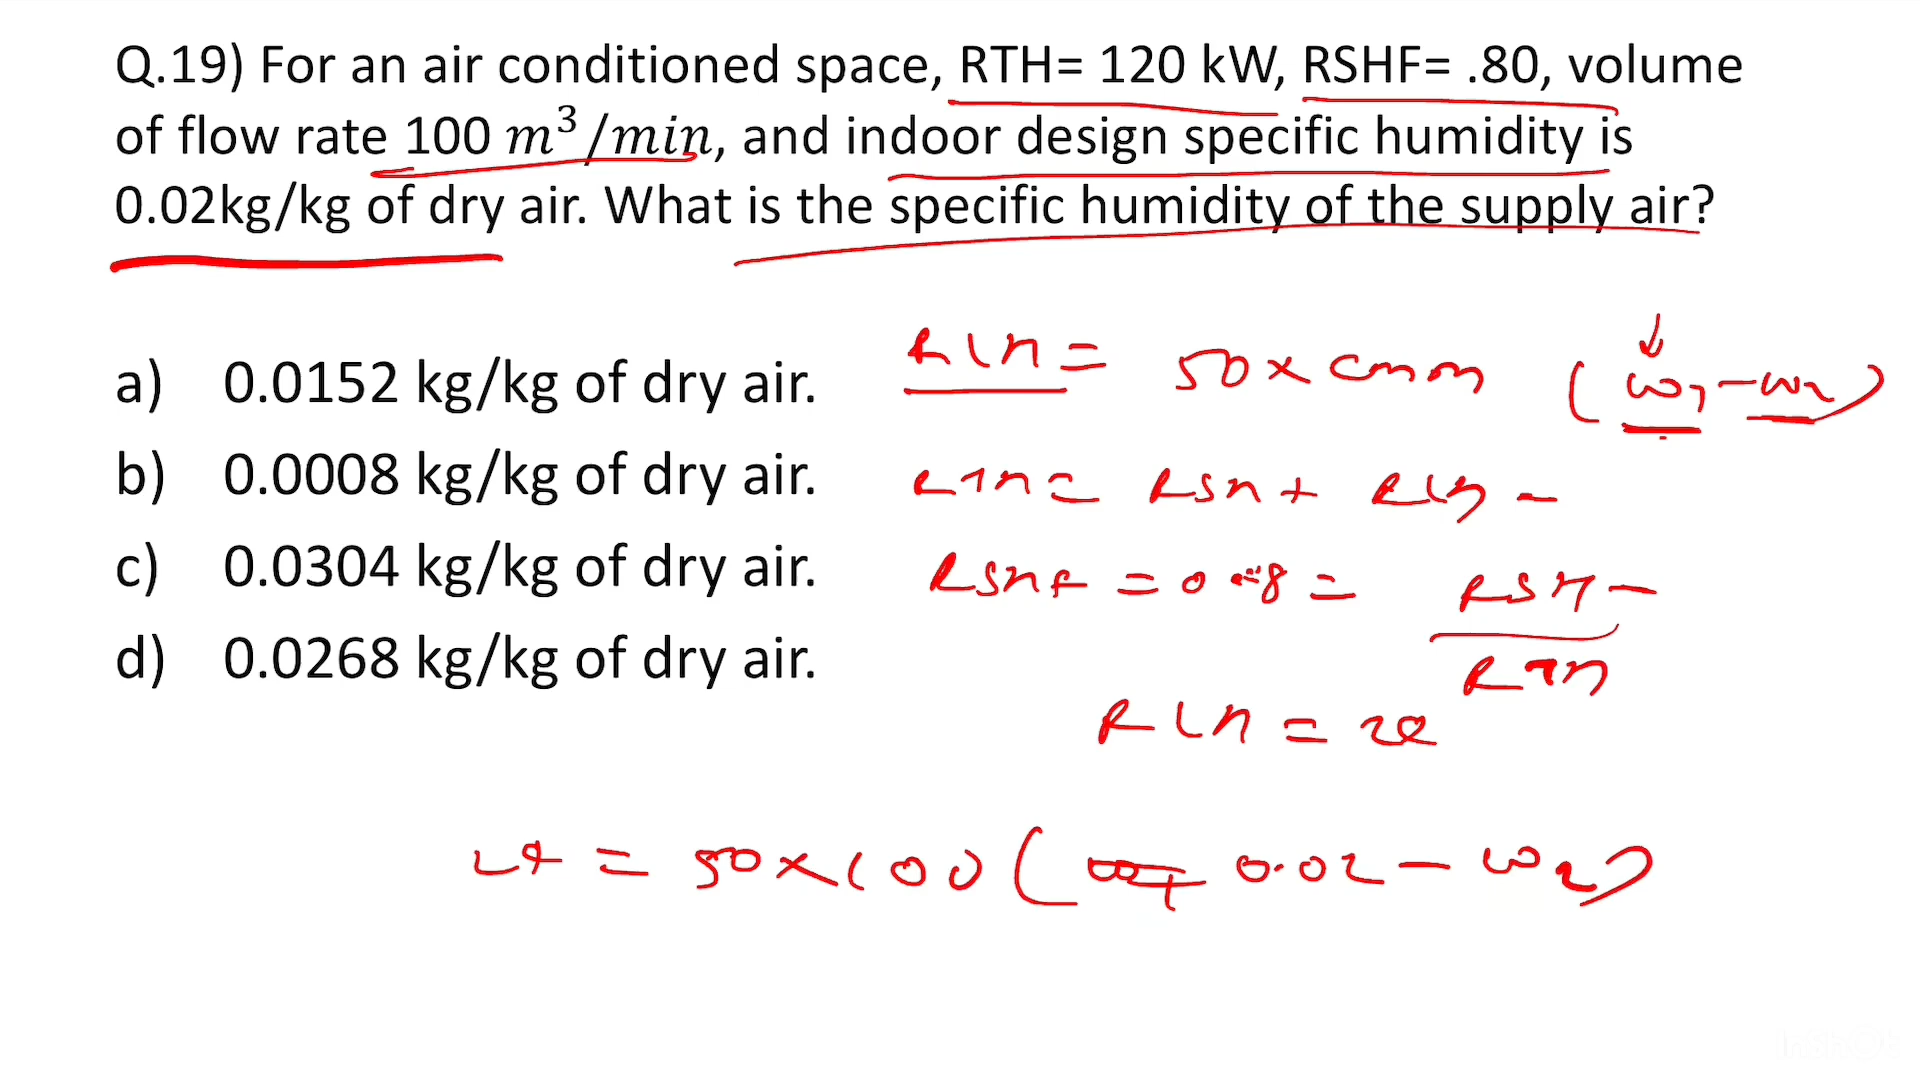 Q.19) For an air conditioned space, RTH= 120 kW, RSHF= .80, volume
of flow rate 100 m³/min, and indoor design specific humidity is
0.02kg/kg of dry air. What is the specific humidity of the supply air?
a) 0.0152 kg/kg of dry air.
b) 0.0008 kg/kg of dry air.
c) 0.0304 kg/kg of dry air.
d) 0.0268 kg/kg of dry air.
RLH = 50 x cmm (ω1 - ω2)
RTH = RSH + RLH -
RSHF = 0.8 = RSH -
RTH
RLH =
24 = 50 x 100 ( 0.02 - ω2)